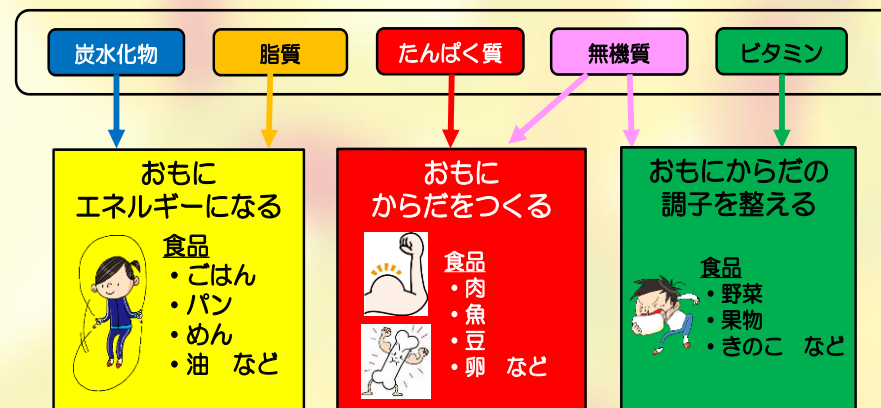 炭水化物
脂質
たんぱく質
無機質
ビタミン
おもに
エネルギーになる
食品
・ごはん
・パン
・めん
・油　など
おもに
からだをつくる
食品
・肉
・魚
・豆
・卵　など
おもにからだの
調子を整える
食品
・野菜
・果物
・きのこ　など